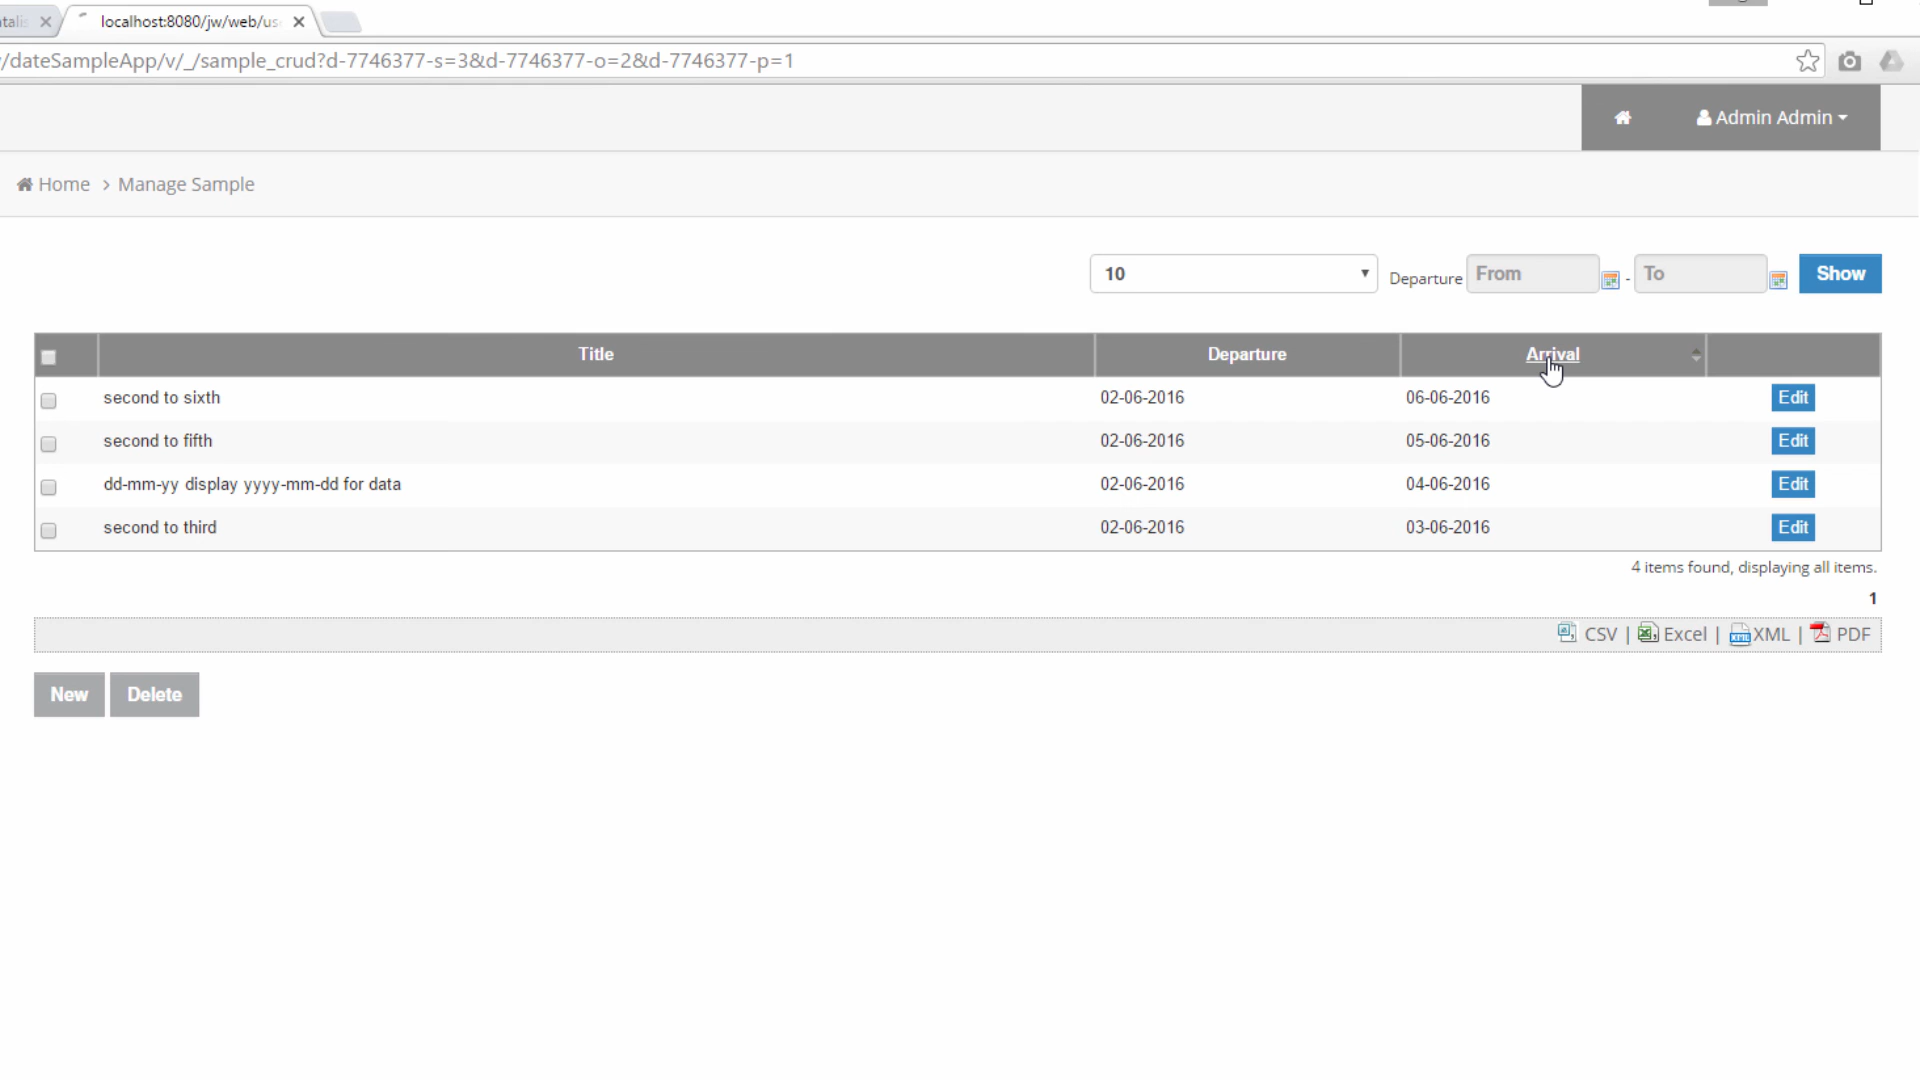 localhost:8080/jw/web/us
/dateSampleApp/v/_/sample_crud?d-7746377-s=3&d-7746377-o=2&d-7746377-p=1
Admin Admin
Home > Manage Sample
10 Departure From - To Show
Title Departure Arrival
second to sixth 02-06-2016 06-06-2016 Edit
second to fifth 02-06-2016 05-06-2016 Edit
dd-mm-yy display yyyy-mm-dd for data 02-06-2016 04-06-2016 Edit
second to third 02-06-2016 03-06-2016 Edit
4 items found, displaying all items.
1
CSV | Excel | XML | PDF
New Delete